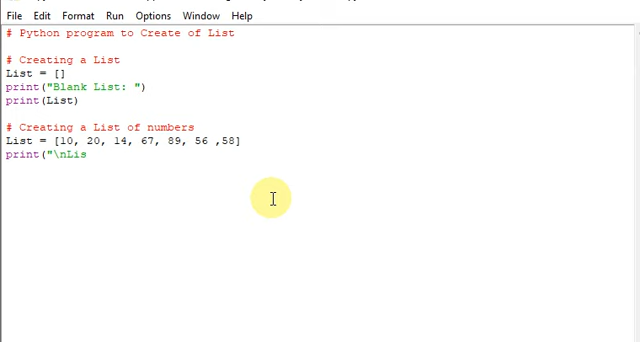 File Edit Format Run Options Window Help
# Python program to Create of List
# Creating a List
List = []
print("Blank List: ")
print(List)
# Creating a List of numbers
List = [10, 20, 14, 67, 89, 56 ,58]
print("\nLis